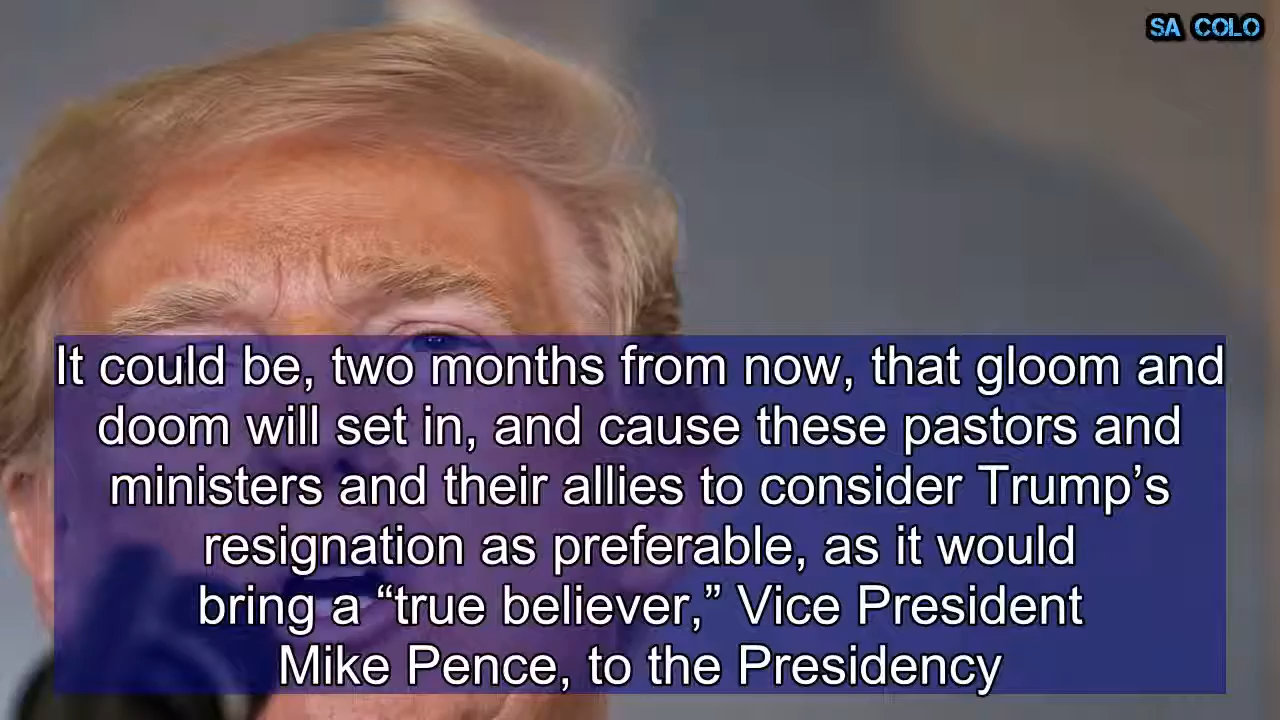 SA COLO
It could be, two months from now, that gloom and
doom will set in, and cause these pastors and
ministers and their allies to consider Trump’s
resignation as preferable, as it would
bring a “true believer,” Vice President
Mike Pence, to the Presidency